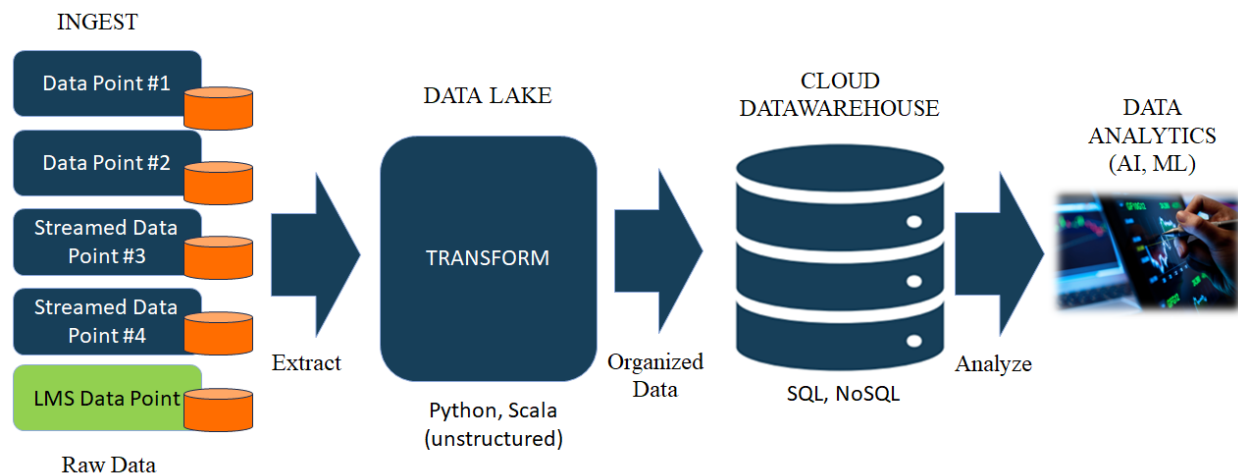 INGEST
Data Point #1
Data Point #2
Streamed Data
Point #3
Streamed Data
Point #4
LMS Data Point
Raw Data
Extract
DATA LAKE
TRANSFORM
Python, Scala
(unstructured)
Organized
Data
CLOUD
DATAWAREHOUSE
SQL, NoSQL
Analyze
DATA
ANALYTICS
(AI, ML)